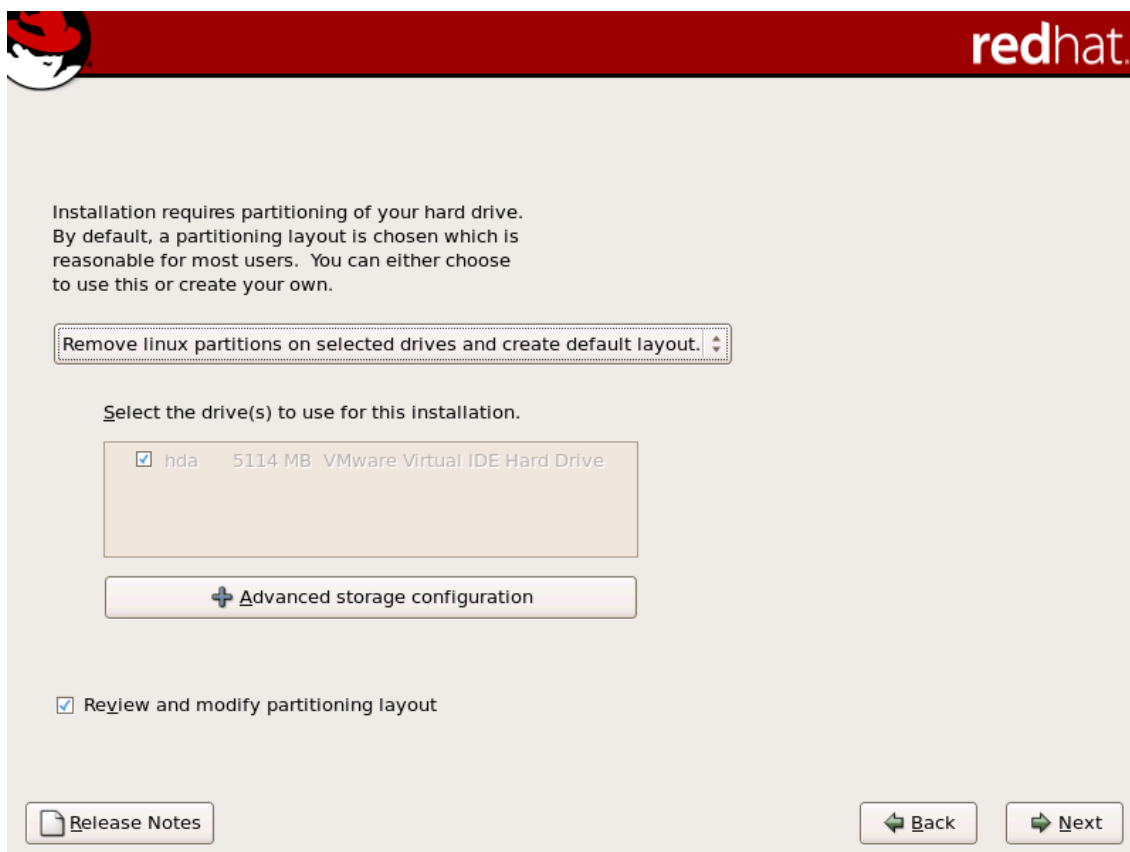 redhat.
Installation requires partitioning of your hard drive.
By default, a partitioning layout is chosen which is
reasonable for most users.  You can either choose
to use this or create your own.
Remove linux partitions on selected drives and create default layout.
Select the drive(s) to use for this installation.
hda 5114 MB VMware Virtual IDE Hard Drive
Advanced storage configuration
Review and modify partitioning layout
Release Notes
Back
Next